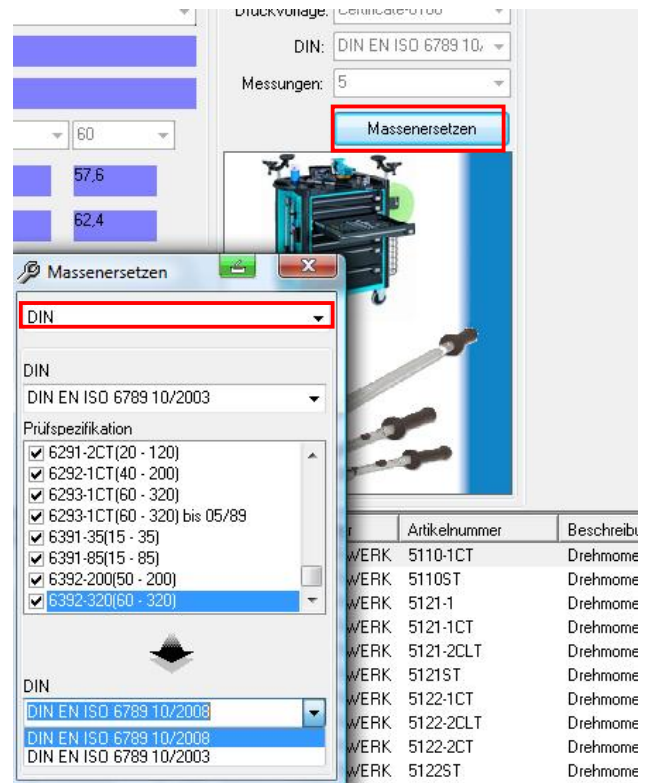 Druckvorlage: Certificate-0100
DIN: DIN EN ISO 6789 10/
Messungen: 5
60
Massenersetzen
57,6
62,4
Massenersetzen
DIN
DIN
DIN EN ISO 6789 10/2003
Prüfspezifikation
6291-2CT(20 - 120)
6292-1CT(40 - 200)
6293-1CT(60 - 320)
6293-1CT(60 - 320) bis 05/89
6391-35(15 - 35)
6391-85(15 - 85)
6392-200(50 - 200)
6392-320(60 - 320)
DIN
DIN EN ISO 6789 10/2008
DIN EN ISO 6789 10/2008
DIN EN ISO 6789 10/2003
r Artikelnummer Beschreibu
WERK 5110-1CT Drehmome
WERK 5110ST Drehmome
WERK 5121-1 Drehmome
WERK 5121-1CT Drehmome
WERK 5121-2CLT Drehmome
WERK 5121ST Drehmome
WERK 5122-1CT Drehmome
WERK 5122-2CLT Drehmome
WERK 5122-2CT Drehmome
WERK 5122ST Drehmome